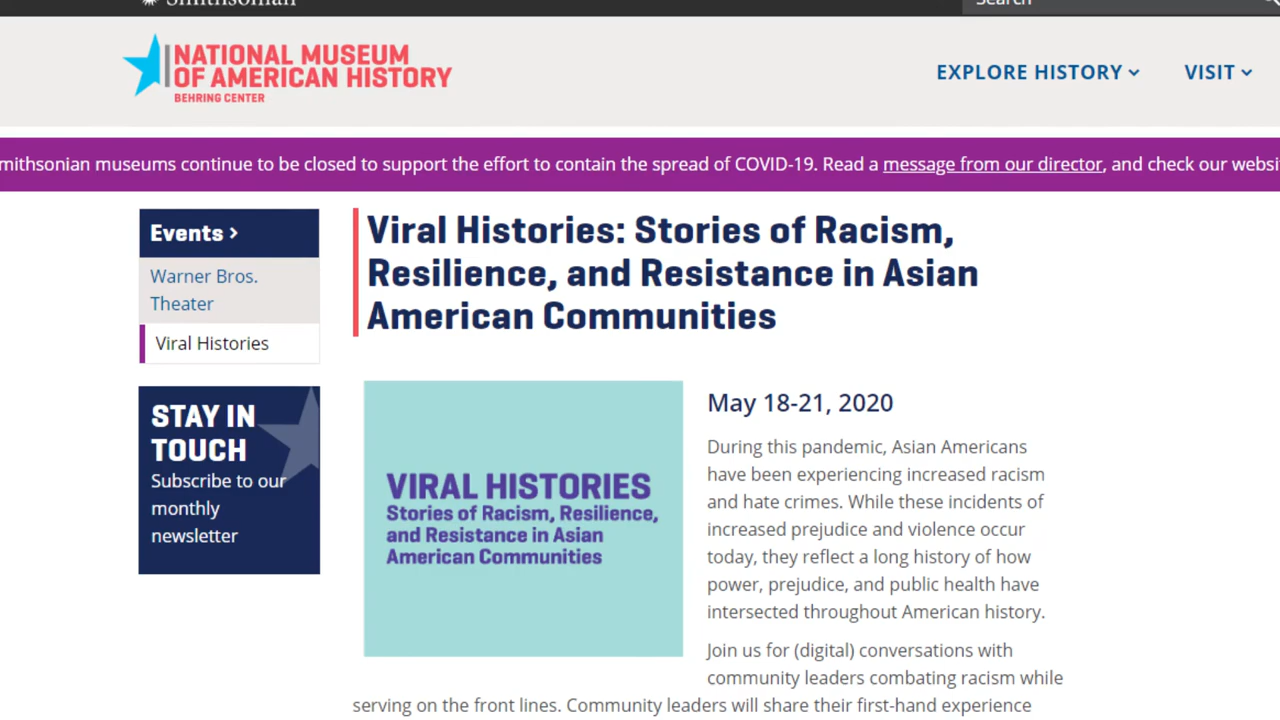 Smithsonian
Search
NATIONAL MUSEUM
OF AMERICAN HISTORY
BEHRING CENTER
EXPLORE HISTORY
VISIT
mithsonian museums continue to be closed to support the effort to contain the spread of COVID-19. Read a message from our director, and check our websi
Events >
Warner Bros.
Theater
Viral Histories
STAY IN
TOUCH
Subscribe to our
monthly
newsletter
Viral Histories: Stories of Racism,
Resilience, and Resistance in Asian
American Communities
VIRAL HISTORIES
Stories of Racism, Resilience,
and Resistance in Asian
American Communities
May 18-21, 2020
During this pandemic, Asian Americans
have been experiencing increased racism
and hate crimes. While these incidents of
increased prejudice and violence occur
today, they reflect a long history of how
power, prejudice, and public health have
intersected throughout American history.
Join us for (digital) conversations with
community leaders combating racism while
serving on the front lines. Community leaders will share their first-hand experience